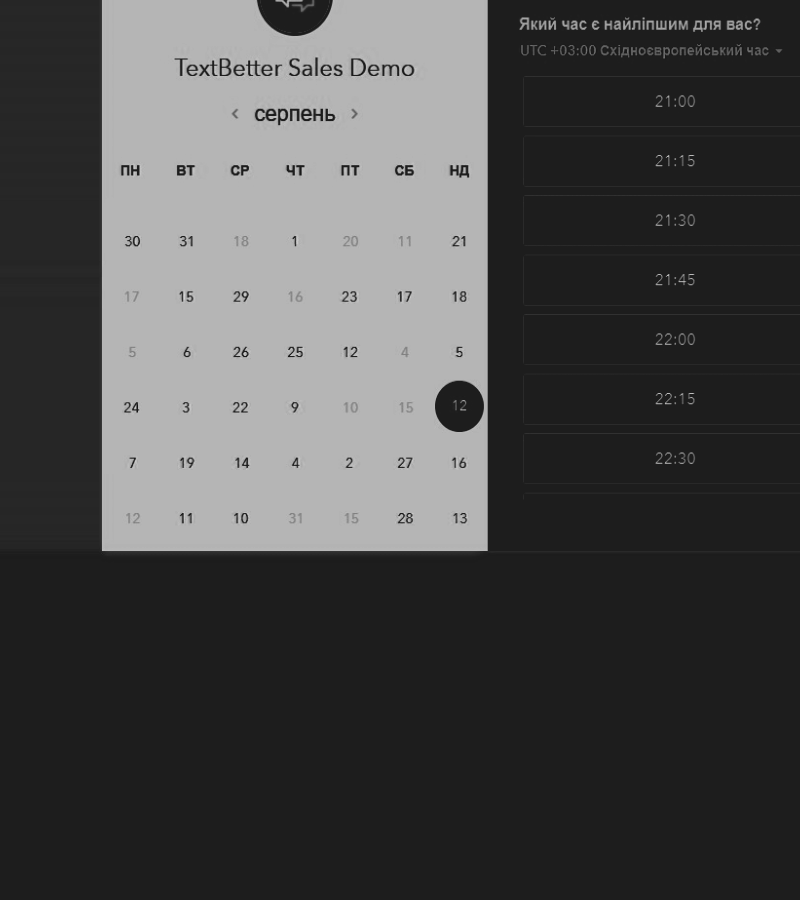 TextBetter Sales Demo
‹ серпень ›
ПН ВТ СР ЧТ ПТ СБ НД
30 31 18 1 20 11 21
17 15 29 16 23 17 18
5 6 26 25 12 4 5
24 3 22 9 10 15 12
7 19 14 4 2 27 16
12 11 10 31 15 28 13
Який час є найліпшим для вас?
UTC +03:00 Східноєвропейський час
21:00
21:15
21:30
21:45
22:00
22:15
22:30